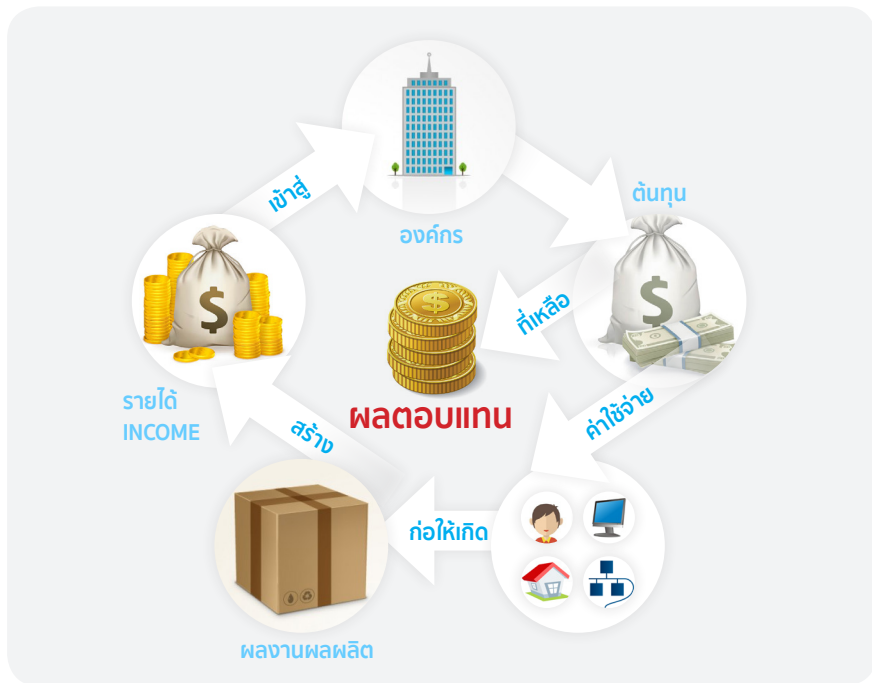 เข้าสู่
องค์กร
ต้นทุน
ที่เหลือ
ผลตอบแทน
รายได้
INCOME
สร้าง
ค่าใช้จ่าย
ก่อให้เกิด
ผลงานผลผลิต